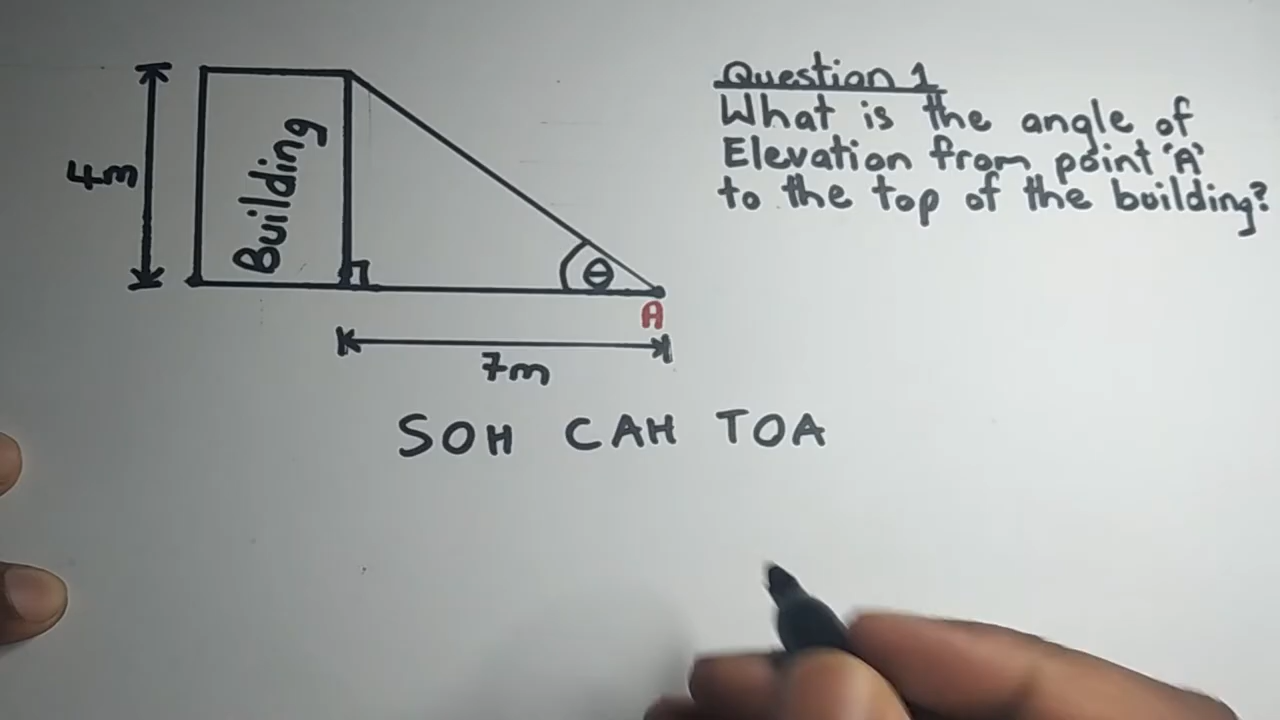 4m
Building
θ
A
7m
Question 1
What is the angle of
Elevation from point 'A'
to the top of the building?
SOH CAH TOA